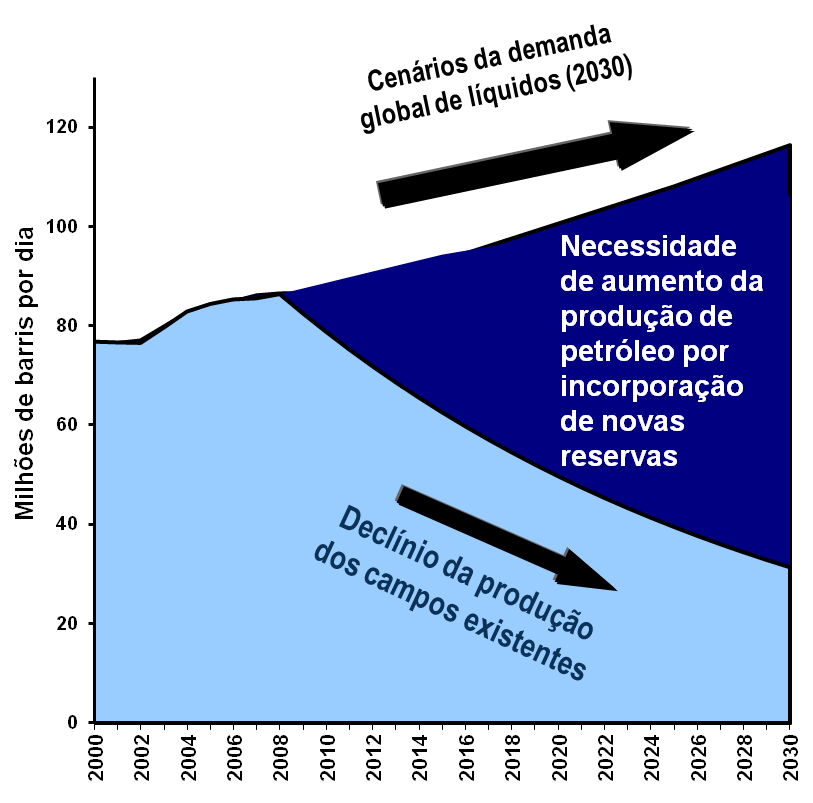 Cenários da demanda
global de líquidos (2030)
Milhões de barris por dia
120
100
80
60
40
20
0
Necessidade
de aumento da
produção de
petróleo por
incorporação
de novas
reservas
Declínio da produção
dos campos existentes
2000
2002
2004
2006
2008
2010
2012
2014
2016
2018
2020
2022
2024
2026
2028
2030